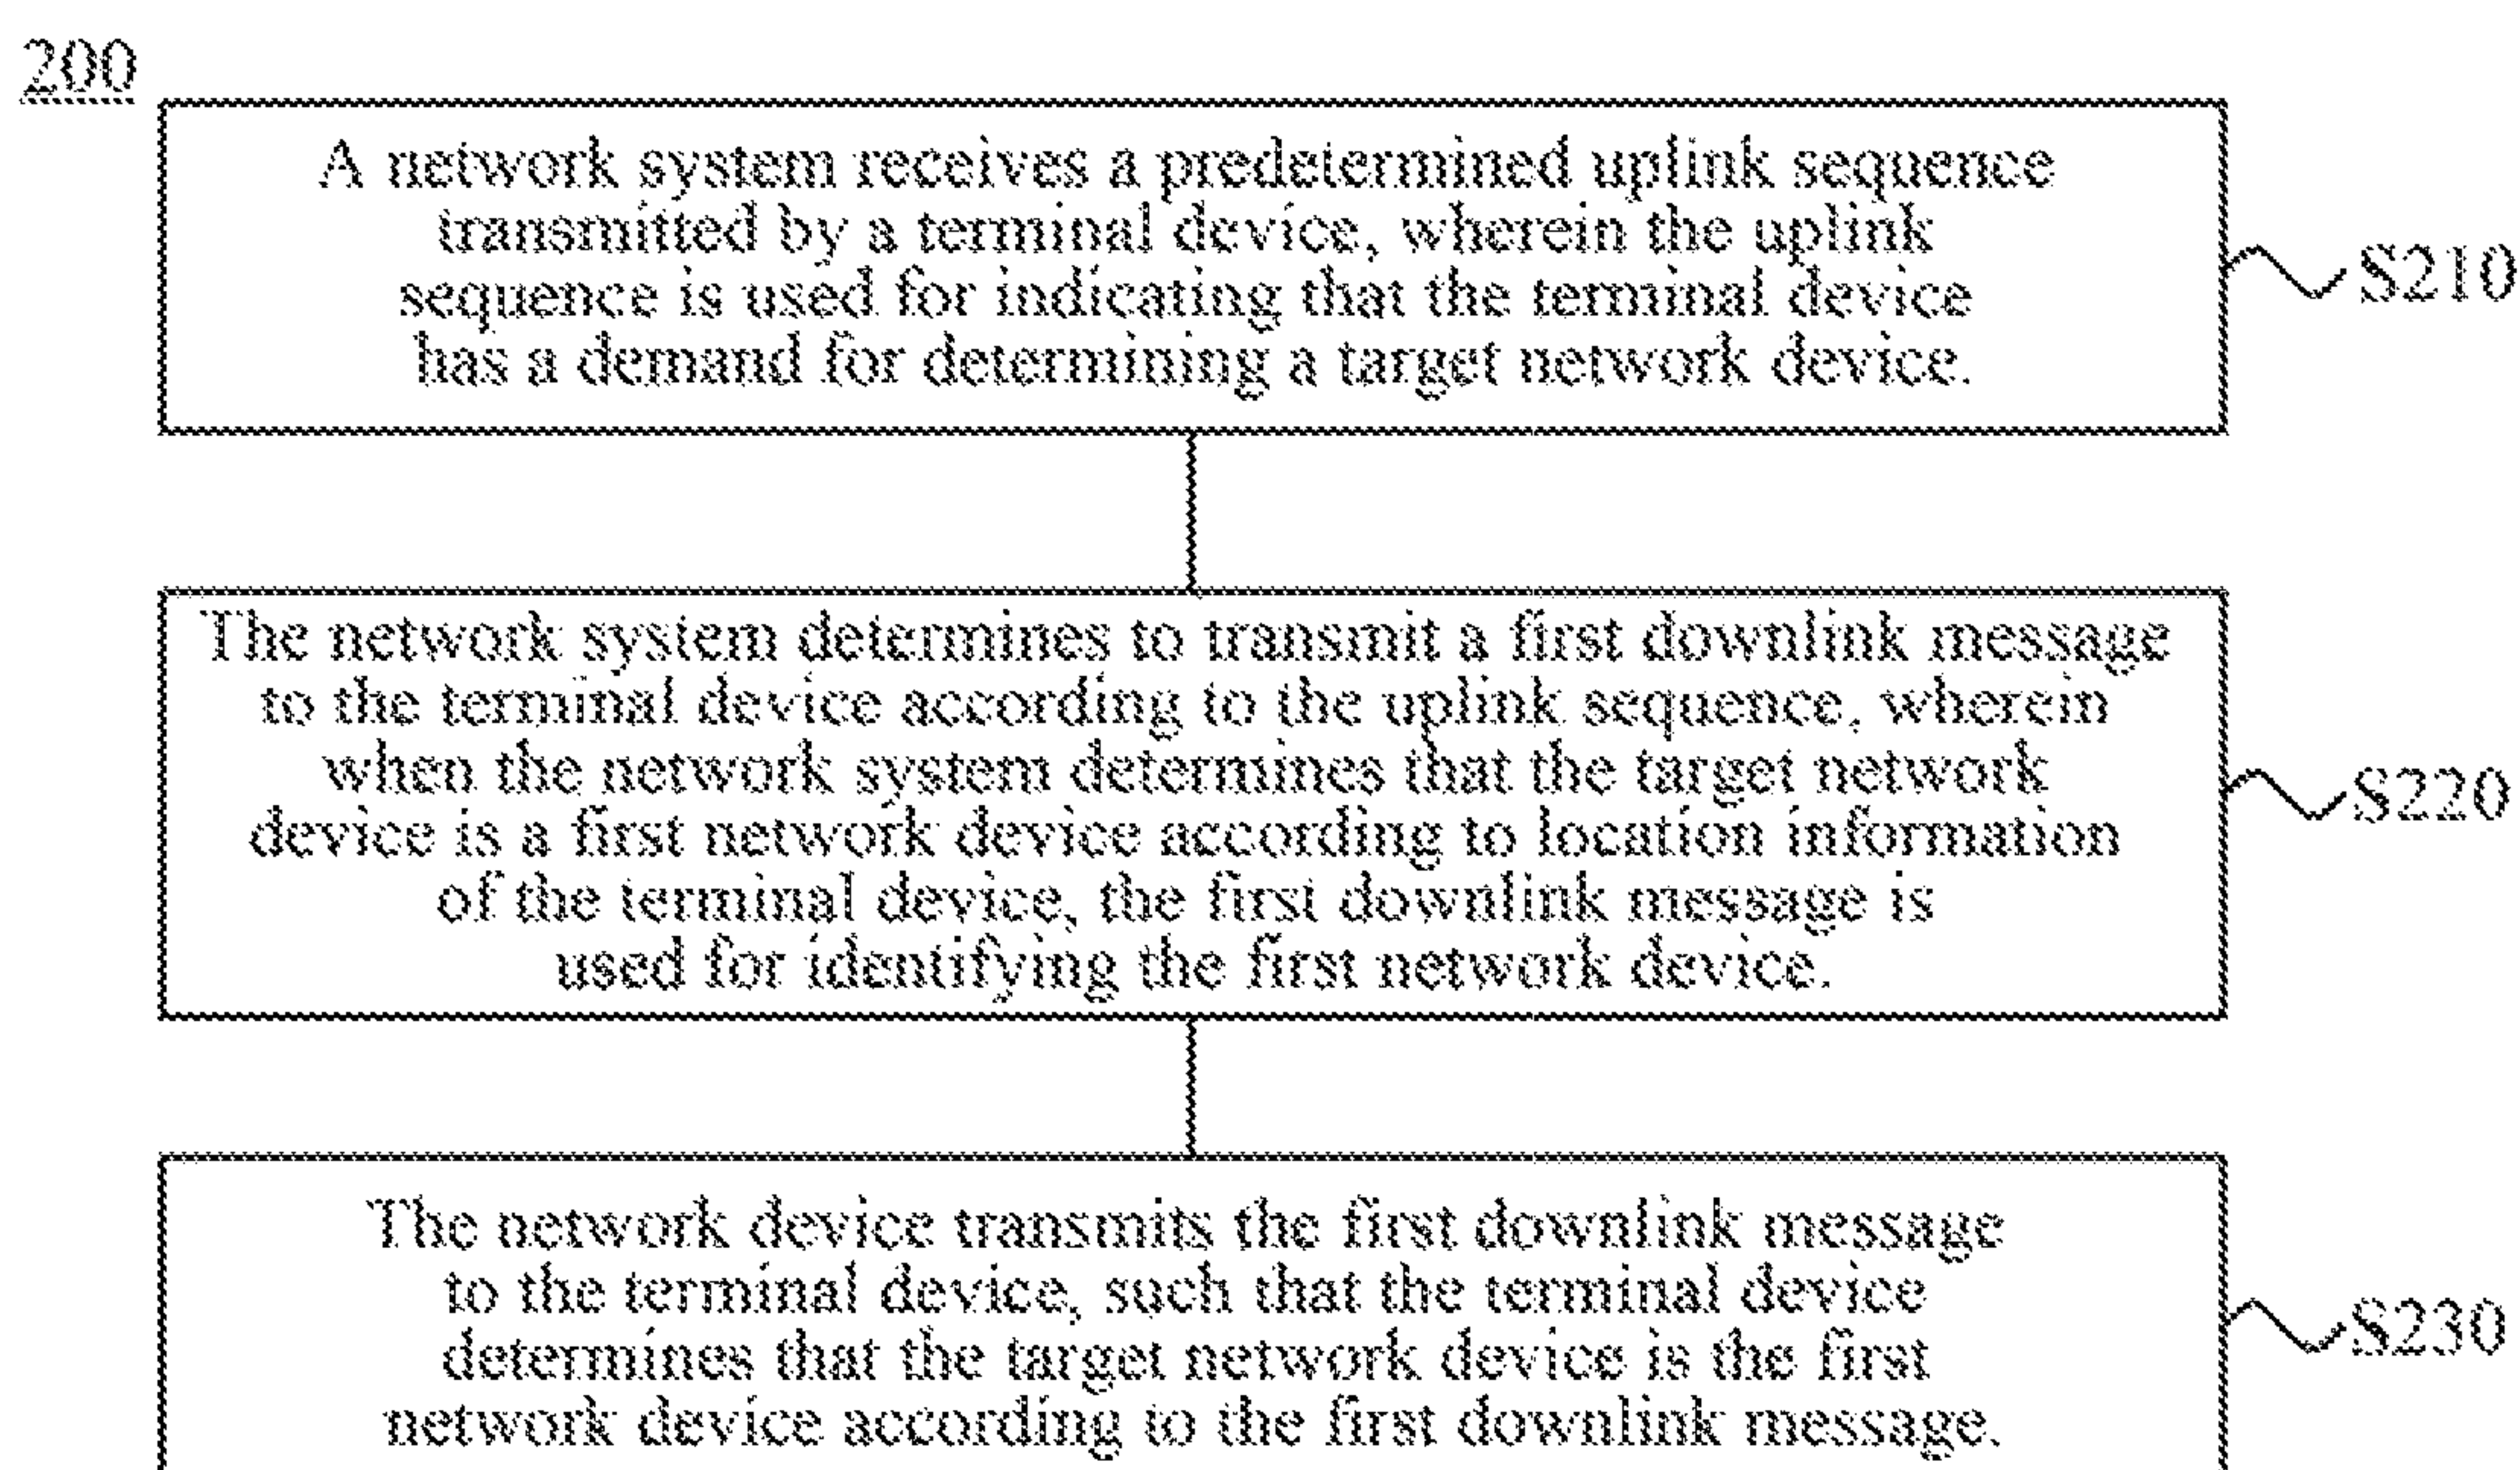 200
A network system receives a predetermined uplink sequence
transmitted by a terminal device, wherein the uplink
sequence is used for indicating that the terminal device
has a demand for determining a target network device.
S210
The network system determines to transmit a first downlink message
to the terminal device according to the uplink sequence, wherein
when the network system determines that the target network
device is a first network device according to location information
of the terminal device, the first downlink message is
used for identifying the first network device.
S220
The network device transmits the first downlink message
to the terminal device, such that the terminal device
determines that the target network device is the first
network device according to the first downlink message.
S230